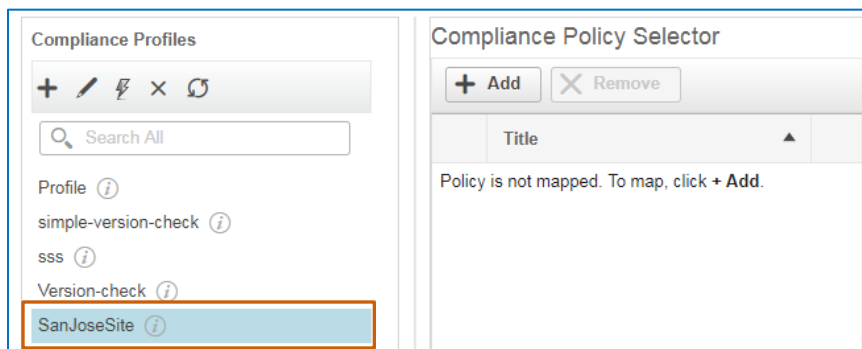 Compliance Profiles
Search All
Profile
simple-version-check
sss
Version-check
SanJoseSite
Compliance Policy Selector
+ Add
Remove
Title
Policy is not mapped. To map, click + Add.